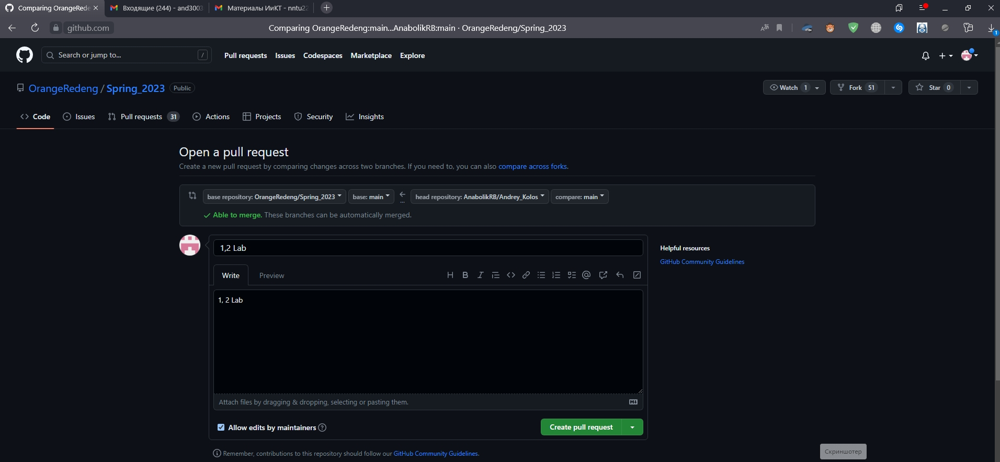 Comparing OrangeRede
Входящие (244) - and3003
Материалы ИиКТ - nntu22
github.com
Comparing OrangeRedeng:main...AnabolikRB:main · OrangeRedeng/Spring_2023
1
Search or jump to...
/
Pull requests Issues Codespaces Marketplace Explore
OrangeRedeng / Spring_2023 Public
Watch 1
Fork 51
Star 0
Code Issues Pull requests 31 Actions Projects Security Insights
Open a pull request
Create a new pull request by comparing changes across two branches. If you need to, you can also compare across forks.
base repository: OrangeRedeng/Spring_2023 base: main ... head repository: AnabolikRB/Andrey_Kolos compare: main
Able to merge. These branches can be automatically merged.
1,2 Lab
Helpful resources
GitHub Community Guidelines
Write Preview
1, 2 Lab
Attach files by dragging & dropping, selecting or pasting them.
Allow edits by maintainers
Create pull request
Remember, contributions to this repository should follow our GitHub Community Guidelines.
Скриншотер